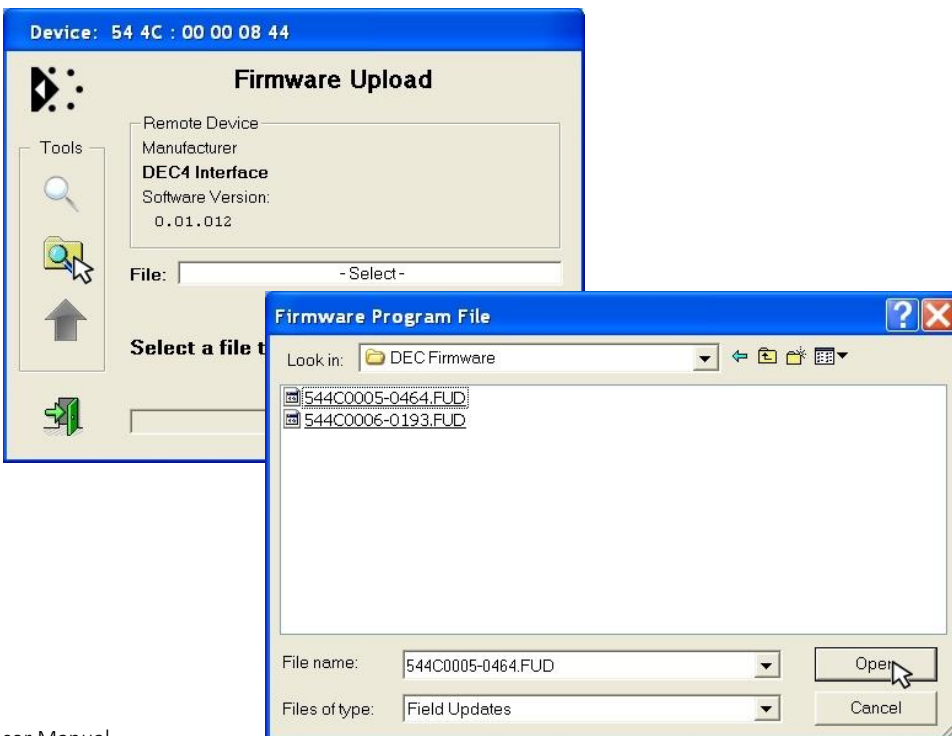 Device: 54 4C : 00 00 08 44
Firmware Upload
Remote Device
Tools
Manufacturer
DEC4 Interface
Software Version:
0.01.012
File: - Select -
Select a file
Firmware Program File
Look in: DEC Firmware
544C0005-0464.FUD
544C0006-0193.FUD
File name: 544C0005-0464.FUD
Open
Files of type: Field Updates
Cancel
Manual